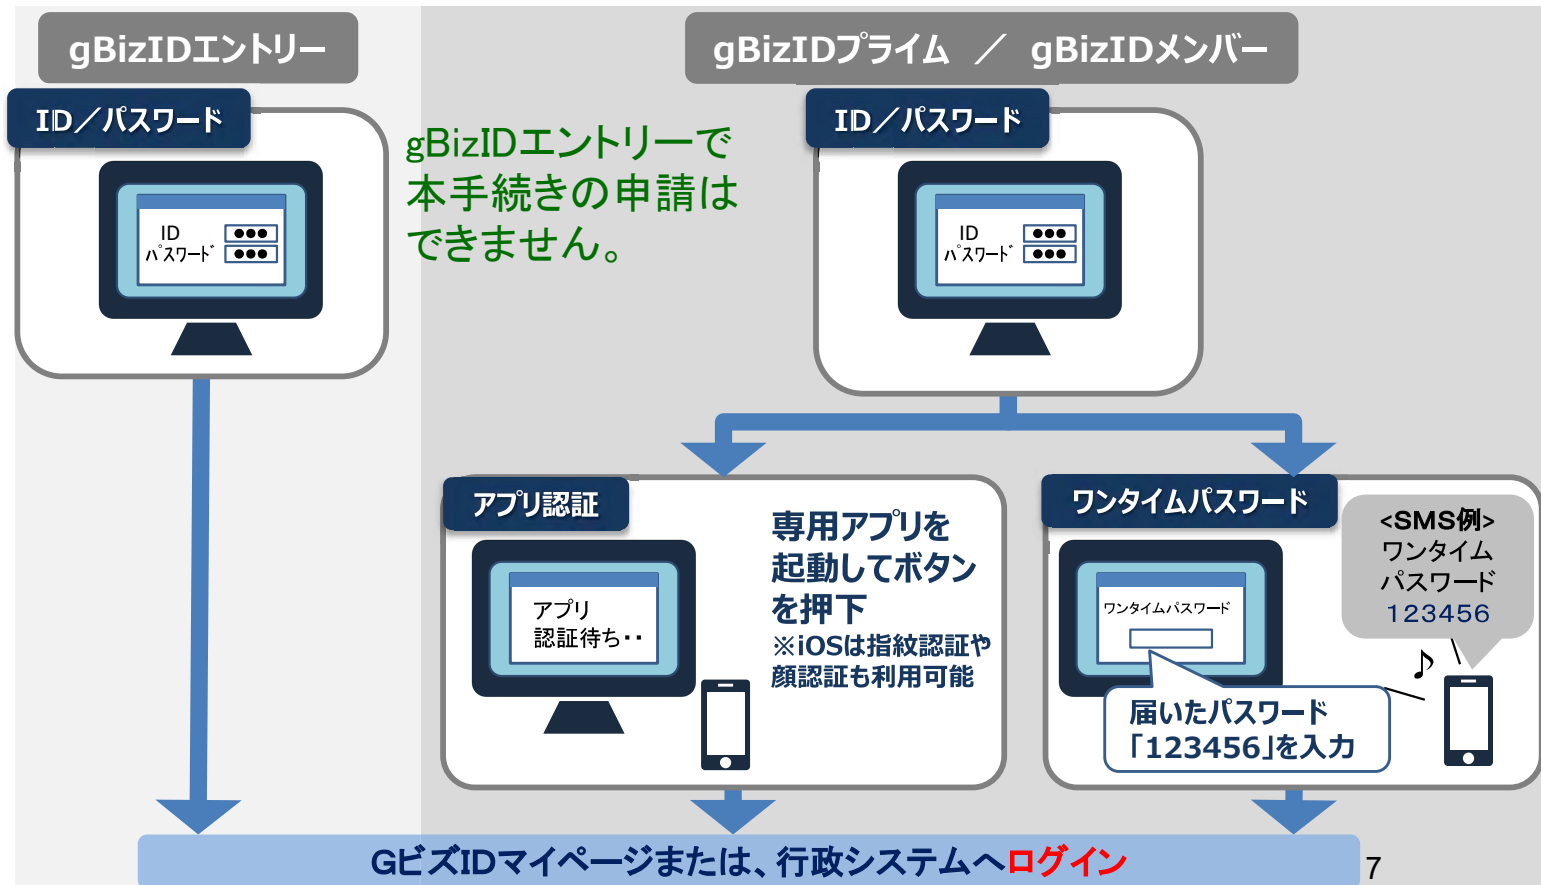 gBizIDエントリー
gBizIDプライム ／ gBizIDメンバー
ID／パスワード
ID
パスワード
●●●
●●●
gBizIDエントリーで
本手続きの申請は
できません。
ID／パスワード
ID
パスワード
●●●
●●●
アプリ認証
アプリ
認証待ち・・
専用アプリを
起動してボタン
を押下
※iOSは指紋認証や
顔認証も利用可能
ワンタイムパスワード
ワンタイムパスワード
<SMS例>
ワンタイム
パスワード
123456
♪
届いたパスワード
「123456」を入力
GビズIDマイページまたは、行政システムへログイン
7